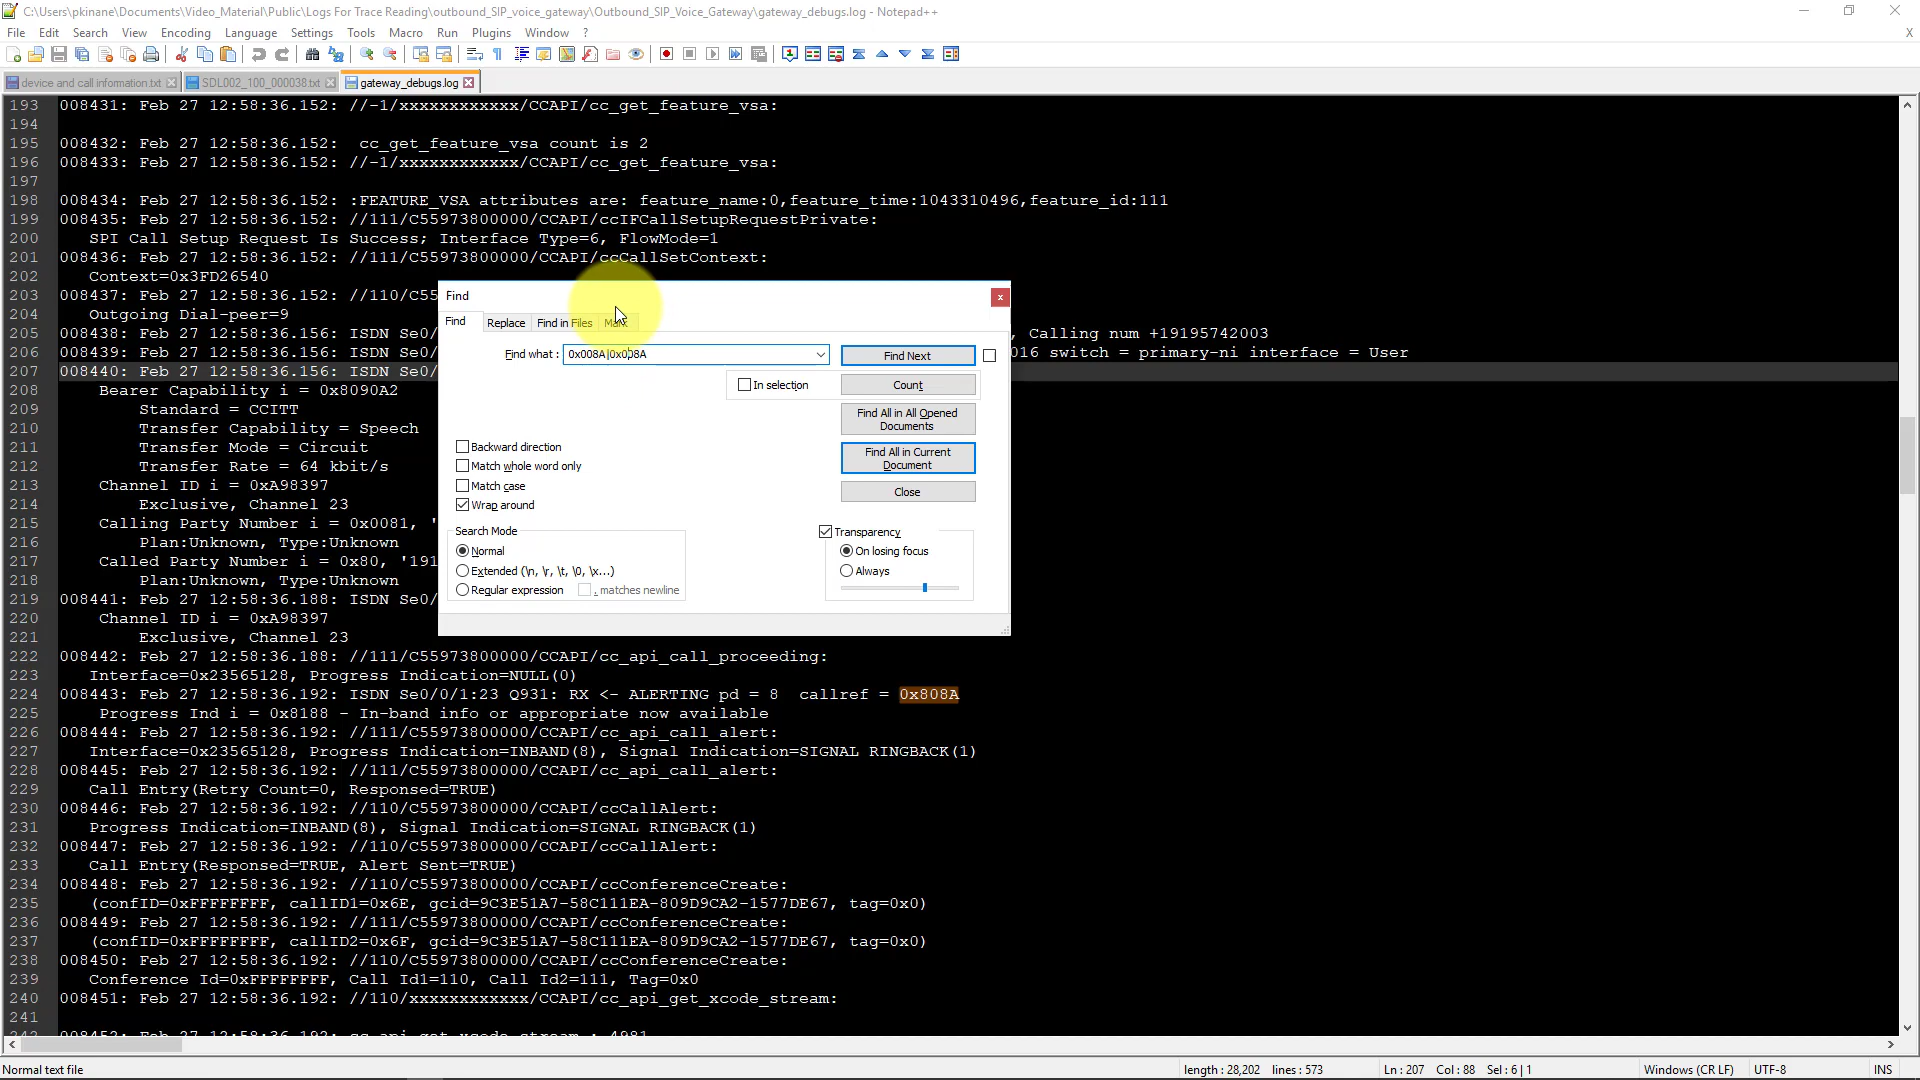 C:\Users\pkinane\Documents\Video_Material\Public\Logs For Trace Reading\outbound_SIP_voice_gateway\Outbound_SIP_Voice_Gateway\gateway_debugs.log - Notepad++
File Edit Search View Encoding Language Settings Tools Macro Run Plugins Window ? X
device and call information.txt SDL002_100_000038.txt gateway_debugs.log
193 008431: Feb 27 12:58:36.152: //-1/xxxxxxxxxxxx/CCAPI/cc_get_feature_vsa:
194
195 008432: Feb 27 12:58:36.152:  cc_get_feature_vsa count is 2
196 008433: Feb 27 12:58:36.152: //-1/xxxxxxxxxxxx/CCAPI/cc_get_feature_vsa:
197
198 008434: Feb 27 12:58:36.152: :FEATURE_VSA attributes are: feature_name:0,feature_time:1043310496,feature_id:111
199 008435: Feb 27 12:58:36.152: //111/C55973800000/CCAPI/ccIFCallSetupRequestPrivate:
200 SPI Call Setup Request Is Success; Interface Type=6, FlowMode=1
201 008436: Feb 27 12:58:36.152: //111/C55973800000/CCAPI/ccCallSetContext:
202 Context=0x3FD26540
203 008437: Feb 27 12:58:36.152: //110/C55
204 Outgoing Dial-peer=9
205 008438: Feb 27 12:58:36.156: ISDN Se0/ , Calling num +19195742003
206 008439: Feb 27 12:58:36.156: ISDN Se0/ 016 switch = primary-ni interface = User
207 008440: Feb 27 12:58:36.156: ISDN Se0/
208 Bearer Capability i = 0x8090A2
209 Standard = CCITT
210 Transfer Capability = Speech
211 Transfer Mode = Circuit
212 Transfer Rate = 64 kbit/s
213 Channel ID i = 0xA98397
214 Exclusive, Channel 23
215 Calling Party Number i = 0x0081, '
216 Plan:Unknown, Type:Unknown
217 Called Party Number i = 0x80, '191
218 Plan:Unknown, Type:Unknown
219 008441: Feb 27 12:58:36.188: ISDN Se0/
220 Channel ID i = 0xA98397
221 Exclusive, Channel 23
222 008442: Feb 27 12:58:36.188: //111/C55973800000/CCAPI/cc_api_call_proceeding:
223 Interface=0x23565128, Progress Indication=NULL(0)
224 008443: Feb 27 12:58:36.192: ISDN Se0/0/1:23 Q931: RX <- ALERTING pd = 8  callref = 0x808A
225 Progress Ind i = 0x8188 - In-band info or appropriate now available
226 008444: Feb 27 12:58:36.192: //111/C55973800000/CCAPI/cc_api_call_alert:
227 Interface=0x23565128, Progress Indication=INBAND(8), Signal Indication=SIGNAL RINGBACK(1)
228 008445: Feb 27 12:58:36.192: //111/C55973800000/CCAPI/cc_api_call_alert:
229 Call Entry(Retry Count=0, Responsed=TRUE)
230 008446: Feb 27 12:58:36.192: //110/C55973800000/CCAPI/ccCallAlert:
231 Progress Indication=INBAND(8), Signal Indication=SIGNAL RINGBACK(1)
232 008447: Feb 27 12:58:36.192: //110/C55973800000/CCAPI/ccCallAlert:
233 Call Entry(Responsed=TRUE, Alert Sent=TRUE)
234 008448: Feb 27 12:58:36.192: //110/C55973800000/CCAPI/ccConferenceCreate:
235 (confID=0xFFFFFFFF, callID1=0x6E, gcid=9C3E51A7-58C111EA-809D9CA2-1577DE67, tag=0x0)
236 008449: Feb 27 12:58:36.192: //111/C55973800000/CCAPI/ccConferenceCreate:
237 (confID=0xFFFFFFFF, callID2=0x6F, gcid=9C3E51A7-58C111EA-809D9CA2-1577DE67, tag=0x0)
238 008450: Feb 27 12:58:36.192: //110/C55973800000/CCAPI/ccConferenceCreate:
239 Conference Id=0xFFFFFFFF, Call Id1=110, Call Id2=111, Tag=0x0
240 008451: Feb 27 12:58:36.192: //110/xxxxxxxxxxxx/CCAPI/cc_api_get_xcode_stream:
241
242 008452: Feb 27 12:58:36.192: cc_api_get_xcode_stream : 4981
Find
Find Replace Find in Files Mark
Find what : 0x008A|0x008A Find Next
In selection Count
Find All in All Opened
Documents
Backward direction
Match whole word only
Find All in Current
Document
Match case
Close
Wrap around
Search Mode
Transparency
Normal
On losing focus
Extended (\n, \r, \t, \0, \x...)
Always
Regular expression . matches newline
Normal text file length : 28,202 lines : 573 Ln : 207 Col : 88 Sel : 6 | 1 Windows (CR LF) UTF-8 INS